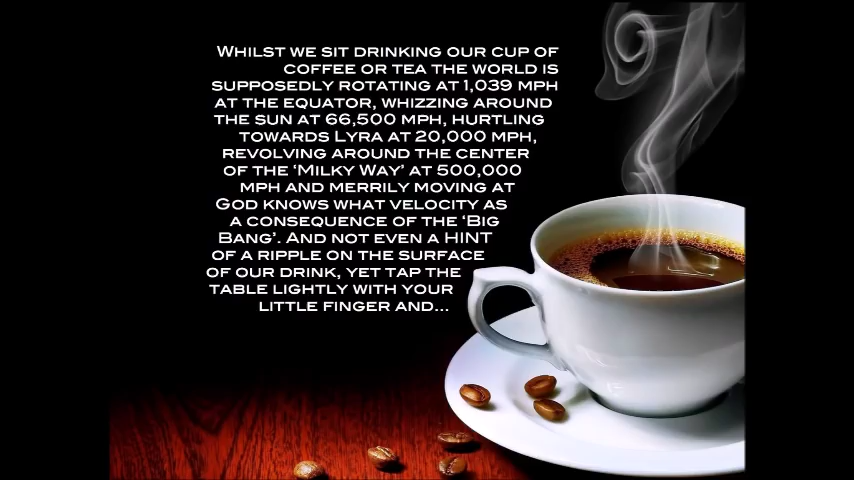 Whilst we sit drinking our cup of
coffee or tea the world is
supposedly rotating at 1,039 mph
at the equator, whizzing around
the sun at 66,500 mph, hurtling
towards Lyra at 20,000 mph,
revolving around the center
of the ‘Milky Way’ at 500,000
mph and merrily moving at
God knows what velocity as
a consequence of the ‘Big
Bang’. And not even a HINT
of a ripple on the surface
of our drink, yet tap the
table lightly with your
little finger and...